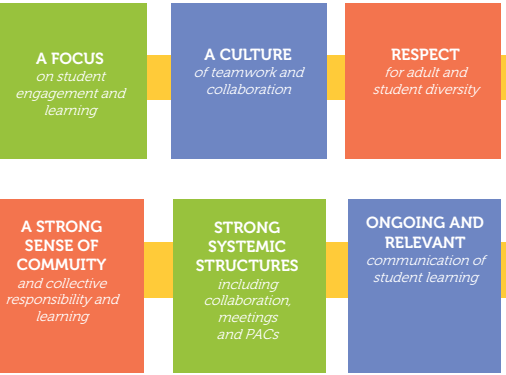 A FOCUS
on student
engagement and
learning
A CULTURE
of teamwork and
collaboration
RESPECT
for adult and
student diversity
A STRONG
SENSE OF
COMMUITY
and collective
responsibility and
learning
STRONG
SYSTEMIC
STRUCTURES
including
collaboration,
meetings
and PACs
ONGOING AND
RELEVANT
communication of
student learning